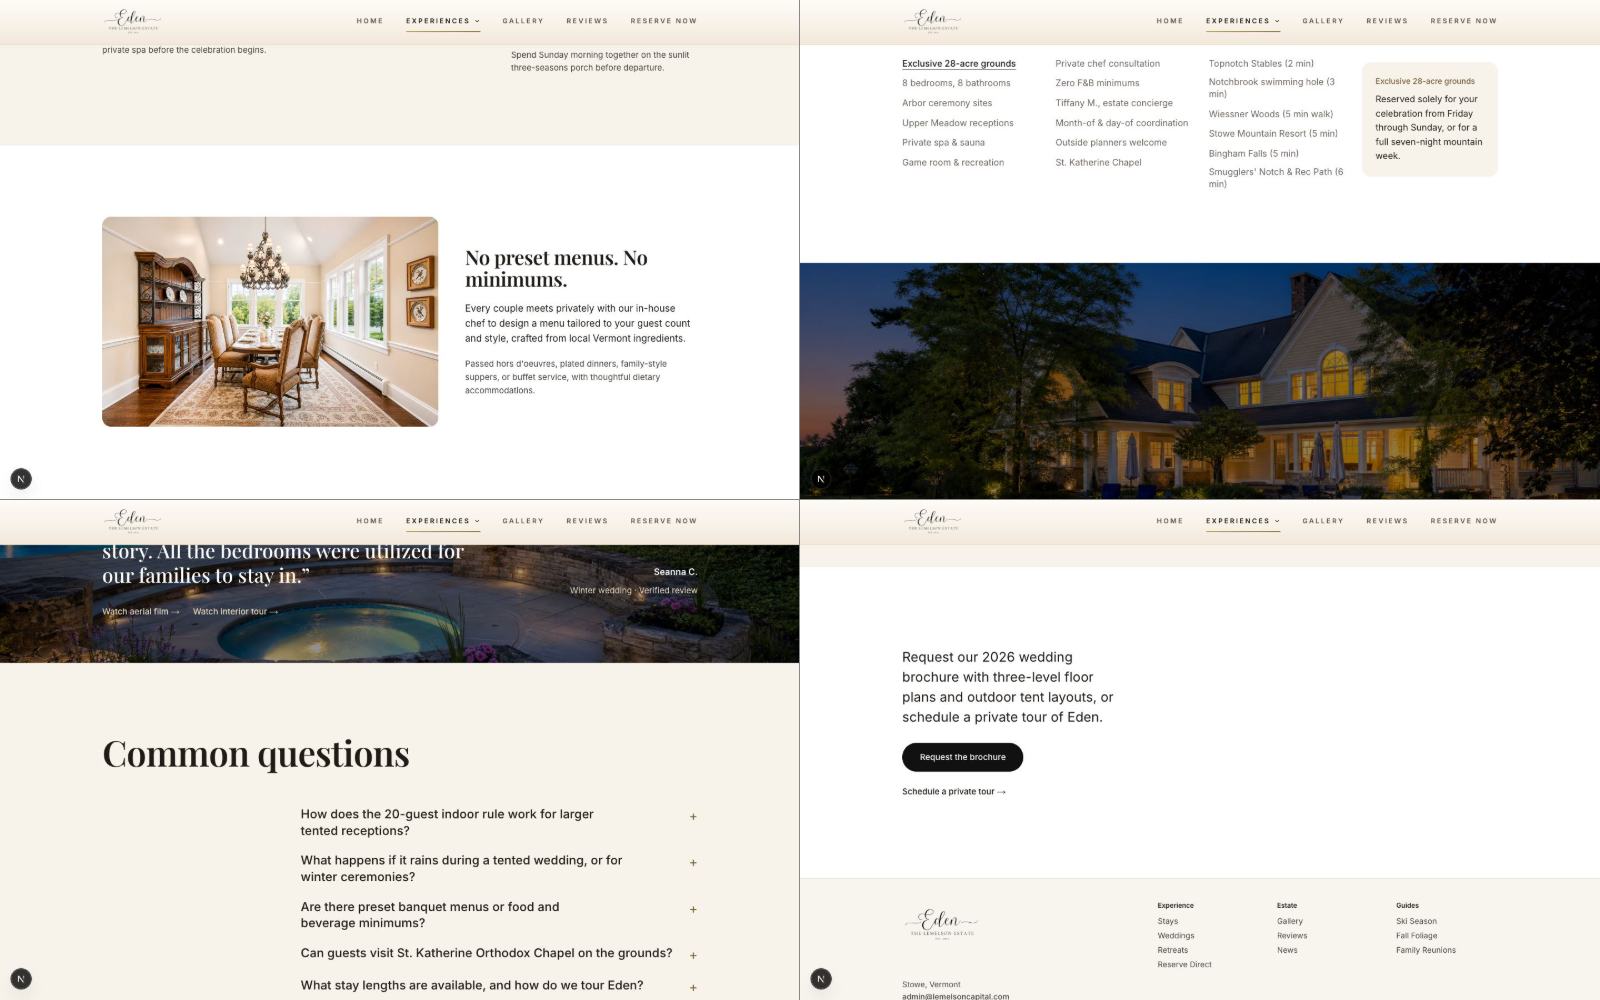 Eden
THE LEMELSON ESTATE
HOME EXPERIENCES GALLERY REVIEWS RESERVE NOW
private spa before the celebration begins.
Spend Sunday morning together on the sunlit
three-seasons porch before departure.
No preset menus. No
minimums.
Every couple meets privately with our in-house
chef to design a menu tailored to your guest count
and style, crafted from local Vermont ingredients.
Passed hors d'oeuvres, plated dinners, family-style
suppers, or buffet service, with thoughtful dietary
accommodations.
N
Eden
THE LEMELSON ESTATE
HOME EXPERIENCES GALLERY REVIEWS RESERVE NOW
Exclusive 28-acre grounds
8 bedrooms, 8 bathrooms
Arbor ceremony sites
Upper Meadow receptions
Private spa & sauna
Game room & recreation
Private chef consultation
Zero F&B minimums
Tiffany M., estate concierge
Month-of & day-of coordination
Outside planners welcome
St. Katherine Chapel
Topnotch Stables (2 min)
Notchbrook swimming hole (3
min)
Wiessner Woods (5 min walk)
Stowe Mountain Resort (5 min)
Bingham Falls (5 min)
Smugglers' Notch & Rec Path (6
min)
Exclusive 28-acre grounds
Reserved solely for your
celebration from Friday
through Sunday, or for a
full seven-night mountain
week.
N
Eden
THE LEMELSON ESTATE
HOME EXPERIENCES GALLERY REVIEWS RESERVE NOW
story. All the bedrooms were utilized for
our families to stay in.”
Seanna C.
Winter wedding · Verified review
Watch aerial film → Watch interior tour →
Common questions
How does the 20-guest indoor rule work for larger
tented receptions? +
What happens if it rains during a tented wedding, or for
winter ceremonies? +
Are there preset banquet menus or food and
beverage minimums? +
Can guests visit St. Katherine Orthodox Chapel on the grounds? +
What stay lengths are available, and how do we tour Eden? +
N
Eden
THE LEMELSON ESTATE
HOME EXPERIENCES GALLERY REVIEWS RESERVE NOW
Request our 2026 wedding
brochure with three-level floor
plans and outdoor tent layouts, or
schedule a private tour of Eden.
Request the brochure
Schedule a private tour →
Eden
THE LEMELSON ESTATE
Experience
Stays
Weddings
Retreats
Reserve Direct
Estate
Gallery
Reviews
News
Guides
Ski Season
Fall Foliage
Family Reunions
Stowe, Vermont
admin@lemelsoncapital.com
N